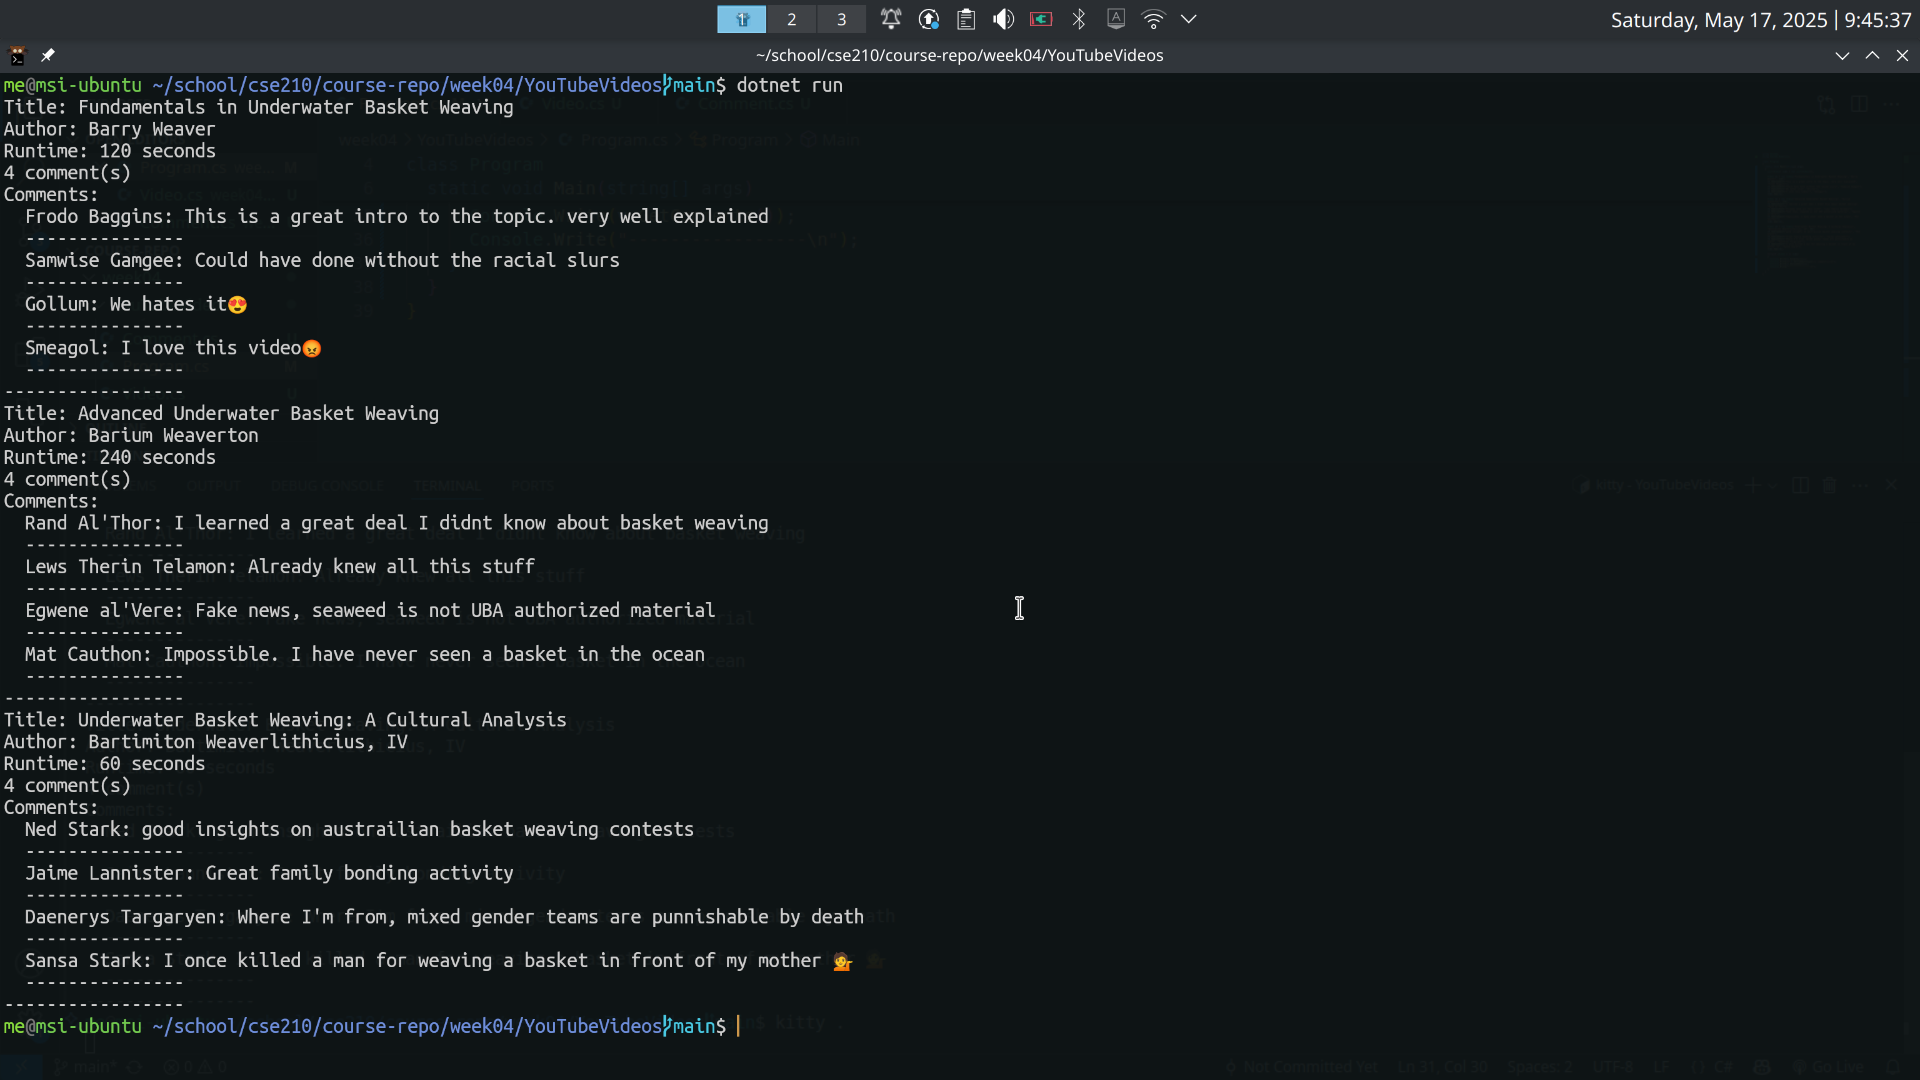 1 2 3
Saturday, May 17, 2025 | 9:45:37
~/school/cse210/course-repo/week04/YouTubeVideos
me@msi-ubuntu ~/school/cse210/course-repo/week04/YouTubeVideos main$ dotnet run
Title: Fundamentals in Underwater Basket Weaving
Author: Barry Weaver
Runtime: 120 seconds
4 comment(s)
Comments:
  Frodo Baggins: This is a great intro to the topic. very well explained
  ---------------
  Samwise Gamgee: Could have done without the racial slurs
  ---------------
  Gollum: We hates it😍
  ---------------
  Smeagol: I love this video😡
  ---------------
-----------------
Title: Advanced Underwater Basket Weaving
Author: Barium Weaverton
Runtime: 240 seconds
4 comment(s)
Comments:
  Rand Al'Thor: I learned a great deal I didnt know about basket weaving
  ---------------
  Lews Therin Telamon: Already knew all this stuff
  ---------------
  Egwene al'Vere: Fake news, seaweed is not UBA authorized material
  ---------------
  Mat Cauthon: Impossible. I have never seen a basket in the ocean
  ---------------
-----------------
Title: Underwater Basket Weaving: A Cultural Analysis
Author: Bartimiton Weaverlithicius, IV
Runtime: 60 seconds
4 comment(s)
Comments:
  Ned Stark: good insights on austrailian basket weaving contests
  ---------------
  Jaime Lannister: Great family bonding activity
  ---------------
  Daenerys Targaryen: Where I'm from, mixed gender teams are punnishable by death
  ---------------
  Sansa Stark: I once killed a man for weaving a basket in front of my mother 💁
  ---------------
-----------------
me@msi-ubuntu ~/school/cse210/course-repo/week04/YouTubeVideos main$